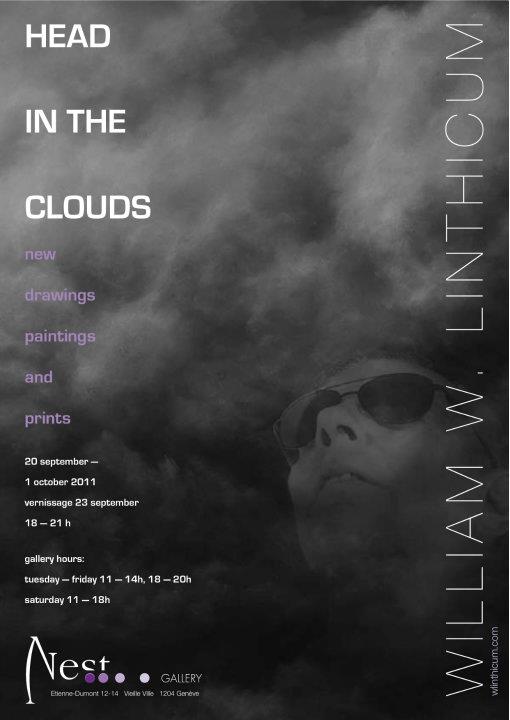 HEAD
IN THE
CLOUDS
new
drawings
paintings
and
prints
20 september —
1 october 2011
vernissage 23 september
18 — 21 h
gallery hours:
tuesday — friday 11 — 14h, 18 — 20h
saturday 11 — 18h
Nest
GALLERY
Etienne-Dumont 12-14 Vieille Ville 1204 Genève
WILLIAM W. LINTHICUM
wlinthicum.com